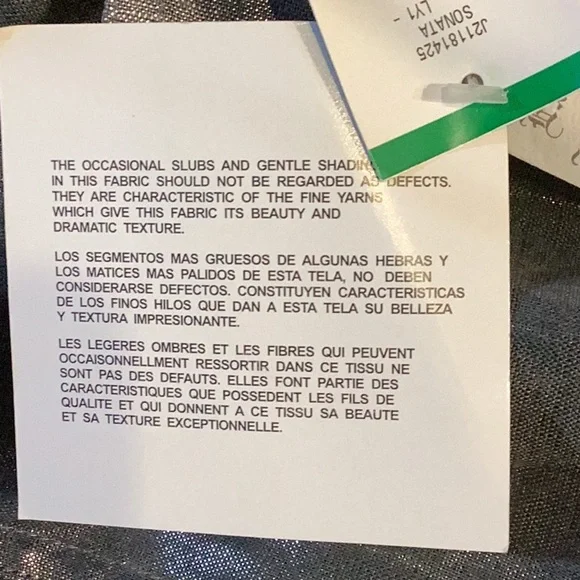 J21181425
SONATA
LY1 -
THE OCCASIONAL SLUBS AND GENTLE SHADIN
IN THIS FABRIC SHOULD NOT BE REGARDED AS DEFECTS.
THEY ARE CHARACTERISTIC OF THE FINE YARNS
WHICH GIVE THIS FABRIC ITS BEAUTY AND
DRAMATIC TEXTURE.
LOS SEGMENTOS MAS GRUESOS DE ALGUNAS HEBRAS Y
LOS MATICES MAS PALIDOS DE ESTA TELA, NO DEBEN
CONSIDERARSE DEFECTOS. CONSTITUYEN CARACTERISTICAS
DE LOS FINOS HILOS QUE DAN A ESTA TELA SU BELLEZA
Y TEXTURA IMPRESIONANTE.
LES LEGERES OMBRES ET LES FIBRES QUI PEUVENT
OCCAISONNELLMENT RESSORTIR DANS CE TISSU NE
SONT PAS DES DEFAUTS. ELLES FONT PARTIE DES
CARACTERISTIQUES QUE POSSEDENT LES FILS DE
QUALITE ET QUI DONNENT A CE TISSU SA BEAUTE
ET SA TEXTURE EXCEPTIONNELLE.